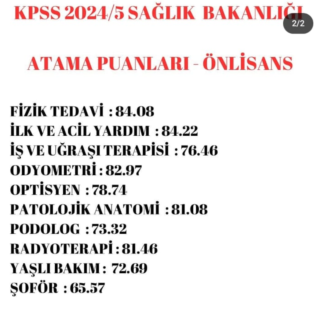 KPSS 2024/5 SAĞLIK BAKANLIĞI
2/2
ATAMA PUANLARI - ÖNLİSANS
FİZİK TEDAVİ : 84.08
İLK VE ACİL YARDIM : 84.22
İŞ VE UĞRAŞI TERAPİSİ : 76.46
ODYOMETRİ : 82.97
OPTİSYEN : 78.74
PATOLOJİK ANATOMİ : 81.08
PODOLOG : 73.32
RADYOTERAPİ : 81.46
YAŞLI BAKIM : 72.69
ŞOFÖR : 65.57